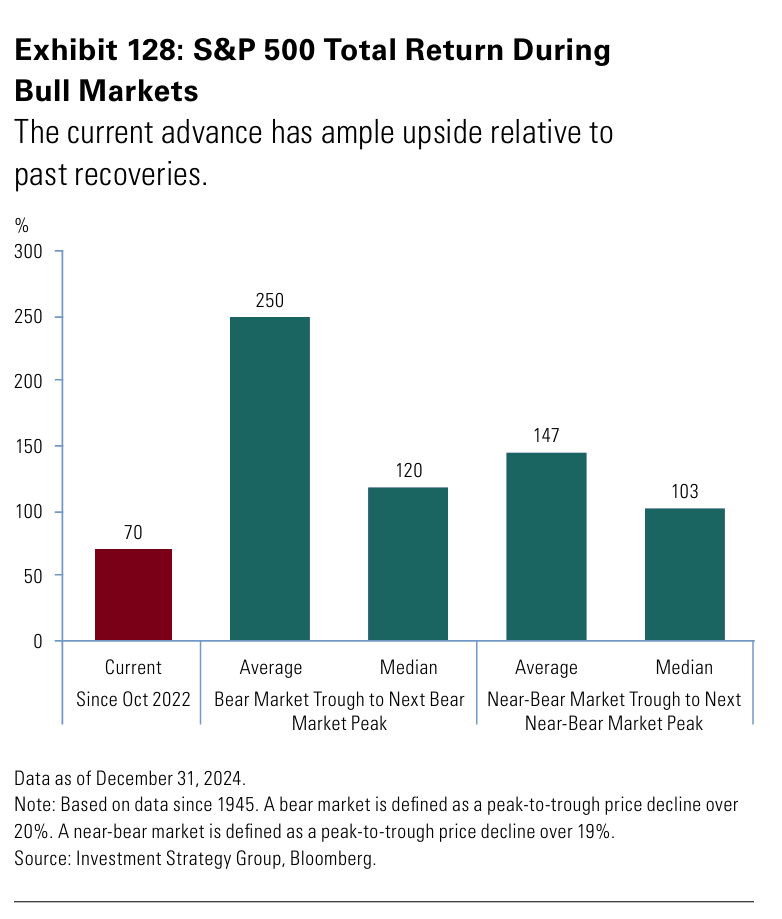 Exhibit 128: S&P 500 Total Return During
Bull Markets
The current advance has ample upside relative to
past recoveries.
%
300
250
200
150
100
50
0
70
250
120
147
103
Current
Average
Median
Average
Median
Since Oct 2022
Bear Market Trough to Next Bear
Market Peak
Near-Bear Market Trough to Next
Near-Bear Market Peak
Data as of December 31, 2024.
Note: Based on data since 1945. A bear market is defined as a peak-to-trough price decline over
20%. A near-bear market is defined as a peak-to-trough price decline over 19%.
Source: Investment Strategy Group, Bloomberg.